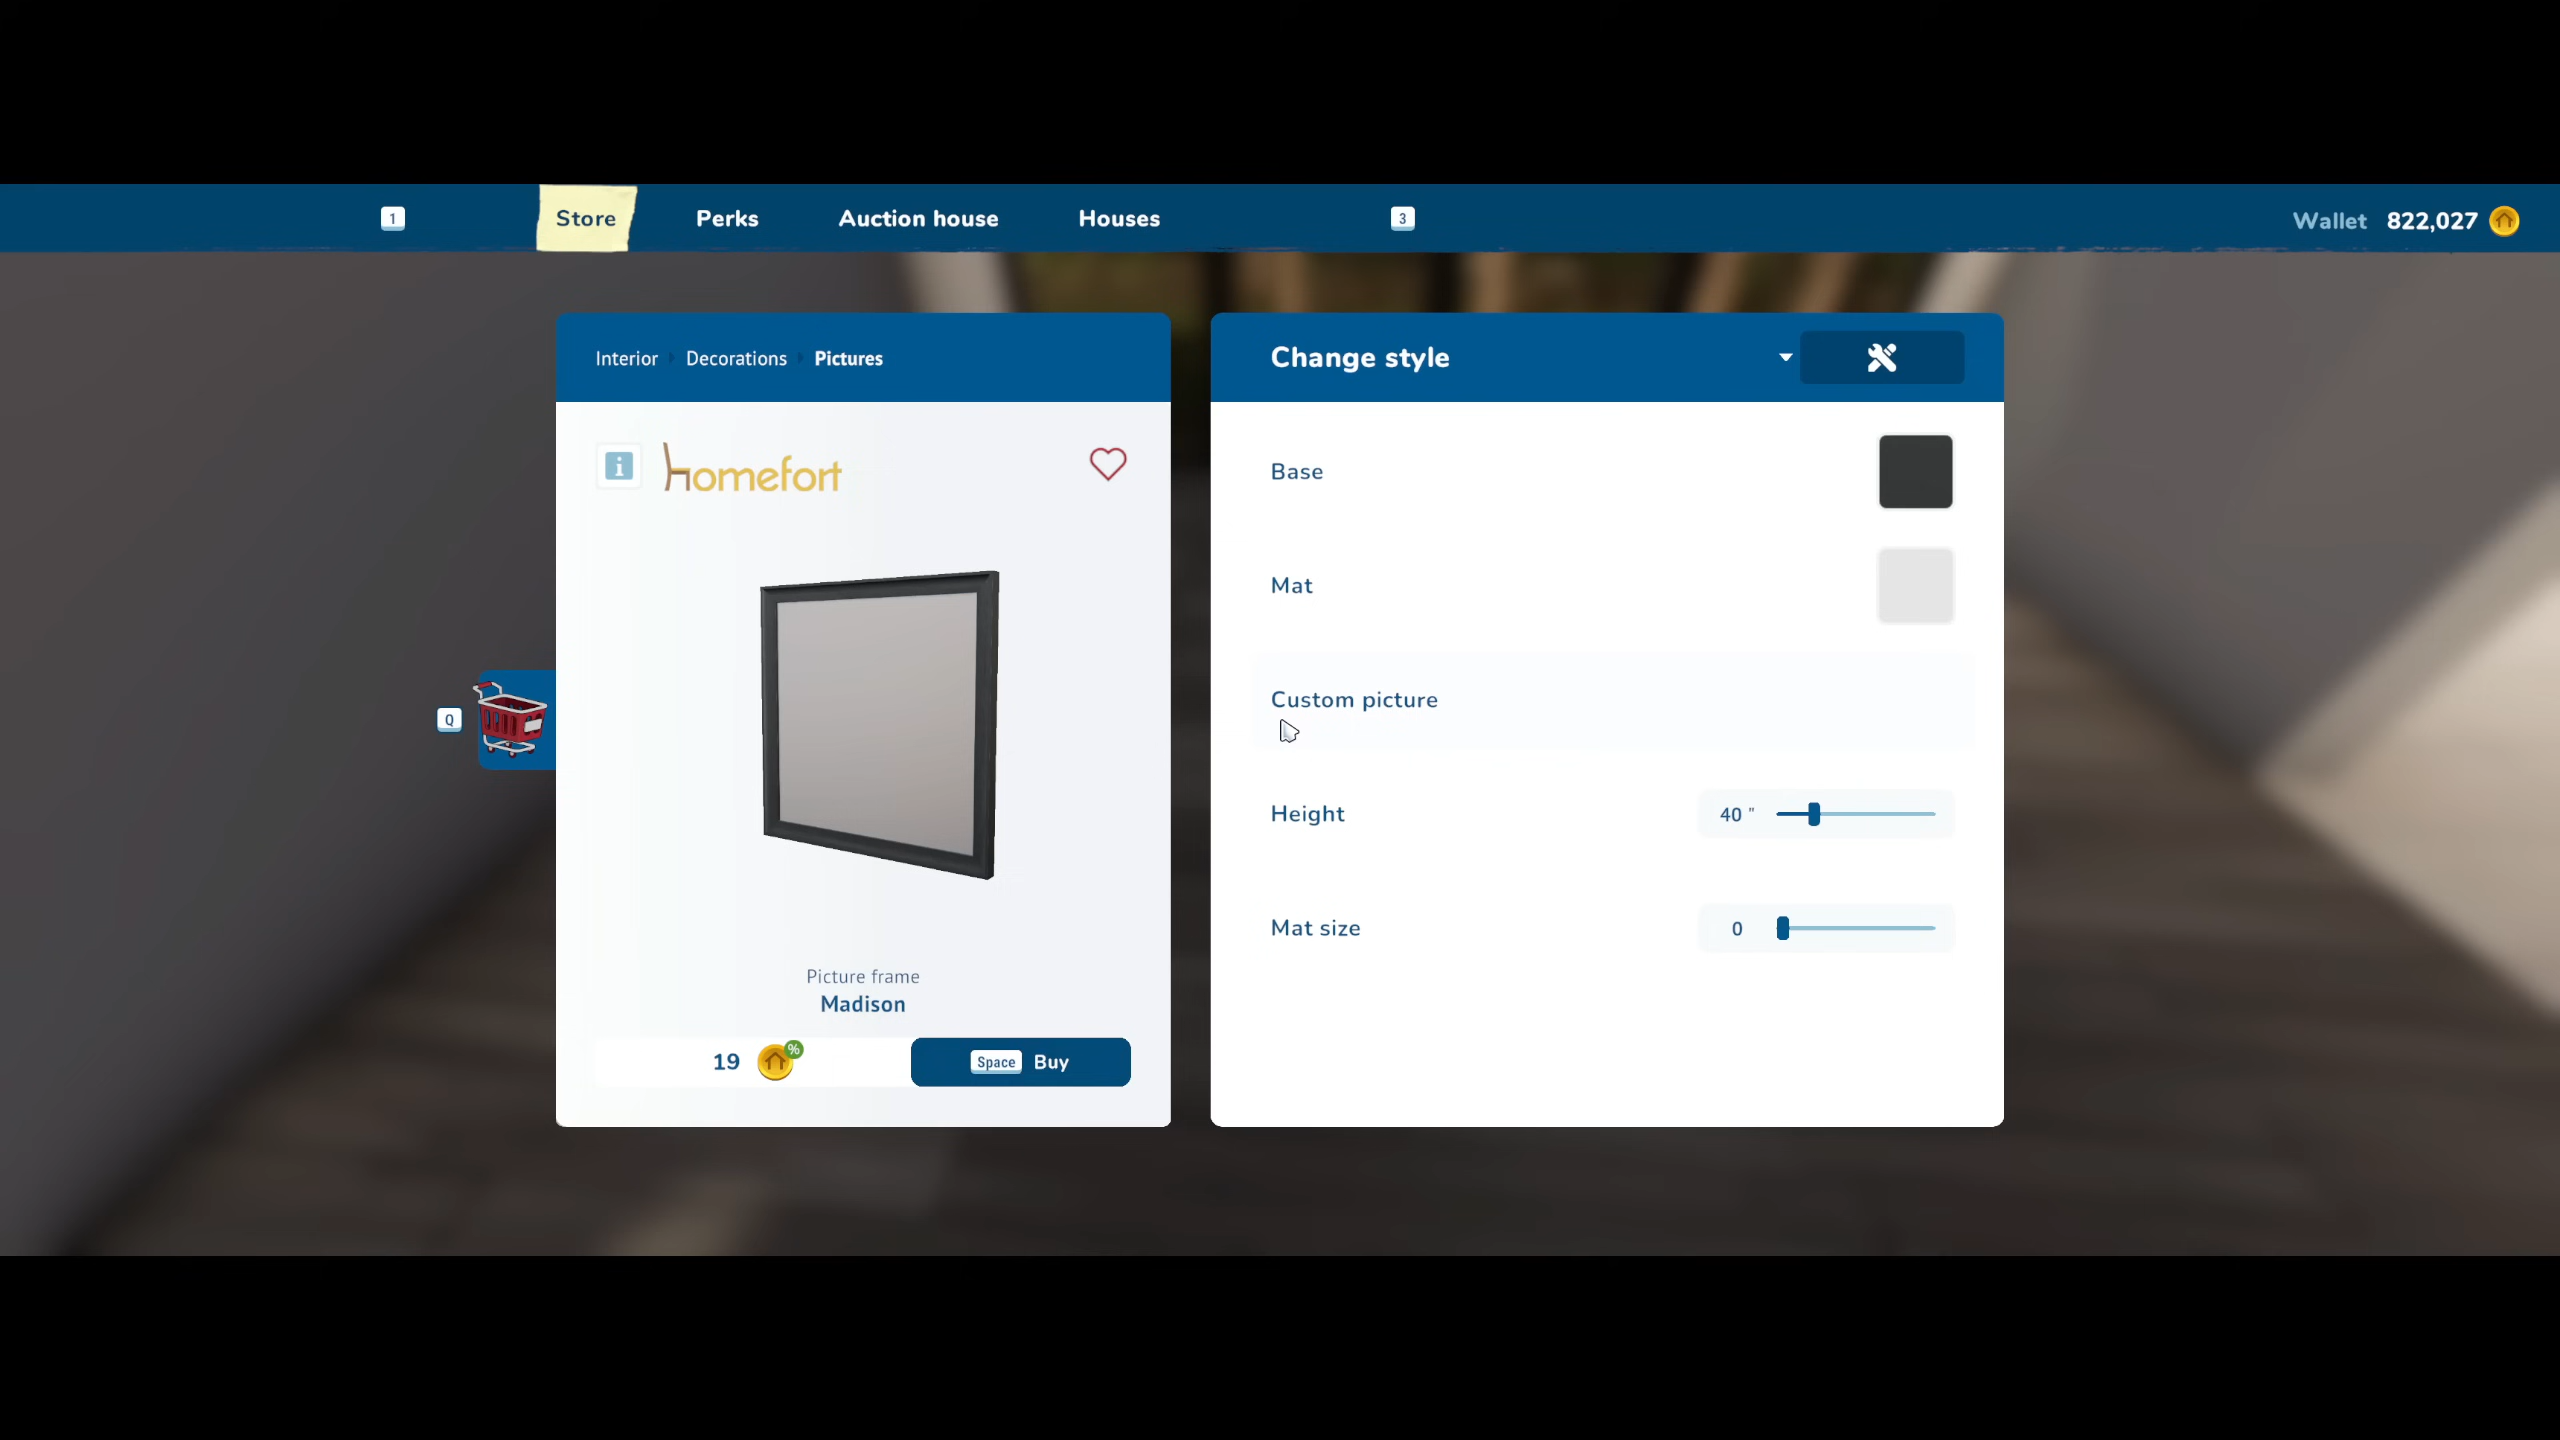 1
Store
Perks
Auction house
Houses
3
Wallet 822,027
Interior Decorations Pictures
i homefort
Picture frame
Madison
19 %
Space Buy
Q
Change style
Base
Mat
Custom picture
Height
40 "
Mat size
0